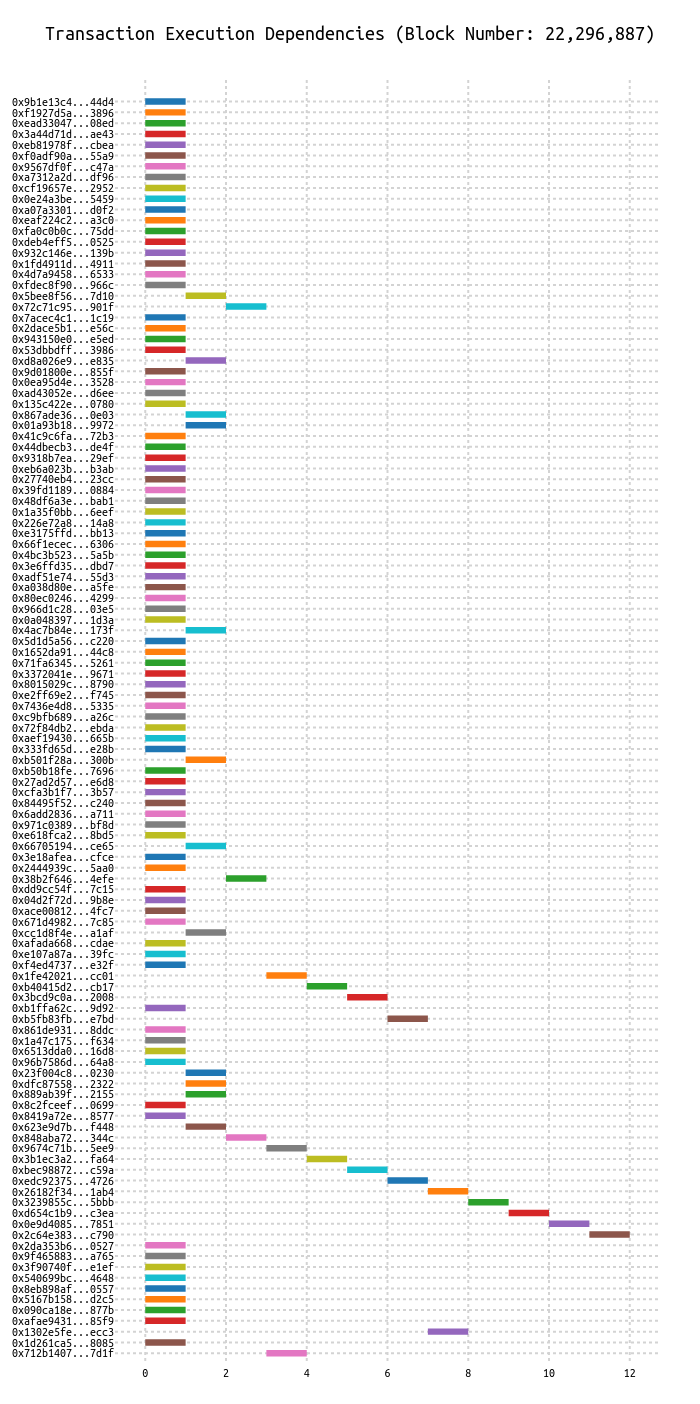 Transaction Execution Dependencies (Block Number: 22,296,887)
0x9b1e13c4...44d4
0xf1927d5a...3896
0xead33047...08ed
0x3a44d71d...ae43
0xeb81978f...cbea
0xf0adf90a...55a9
0x9567df0f...c47a
0xa7312a2d...df96
0xcf19657e...2952
0x0e24a3be...5459
0xa07a3301...d0f2
0xeaf224c2...a3c0
0xfa0c0b0c...75dd
0xdeb4eff5...0525
0x932c146e...139b
0x1fd4911d...4911
0x4d7a9458...6533
0xfdec8f90...966c
0x5bee8f56...7d10
0x72c71c95...901f
0x7acec4c1...1c19
0x2dace5b1...e56c
0x943150e0...e5ed
0x53dbbdff...3986
0xd8a026e9...e835
0x9d01800e...855f
0x0ea95d4e...3528
0xad43052e...d6ee
0x135c422e...0780
0x867ade36...0e03
0x01a93b18...9972
0x41c9c6fa...72b3
0x44dbecb3...de4f
0x9318b7ea...29ef
0xeb6a023b...b3ab
0x27740eb4...23cc
0x39fd1189...0884
0x48df6a3e...bab1
0x1a35f0bb...6eef
0x226e72a8...14a8
0xe3175ffd...bb13
0x66f1ecec...6306
0x4bc3b523...5a5b
0x3e6ffd35...dbd7
0xadf51e74...55d3
0xa038d80e...a5fe
0x80ec0246...4299
0x966d1c28...03e5
0x0a048397...1d3a
0x4ac7b84e...173f
0x5d1d5a56...c220
0x1652da91...44c8
0x71fa6345...5261
0x3372041e...9671
0x8015029c...8790
0xe2ff69e2...f745
0x7436e4d8...5335
0xc9bfb689...a26c
0x72f84db2...ebda
0xaef19430...665b
0x333fd65d...e28b
0xb501f28a...300b
0xb50b18fe...7696
0x27ad2d57...e6d8
0xcfa3b1f7...3b57
0x84495f52...c240
0x6add2836...a711
0x971c0389...bf8d
0xe618fca2...8bd5
0x66705194...ce65
0x3e18afea...cfce
0x2444939c...5aa0
0x38b2f646...4efe
0xdd9cc54f...7c15
0x04d2f72d...9b8e
0xace00812...4fc7
0x671d4982...7c85
0xcc1d8f4e...a1af
0xafada668...cdae
0xe107a87a...39fc
0xf4ed4737...e32f
0x1fe42021...cc01
0xb40415d2...cb17
0x3bcd9c0a...2008
0xb1ffa62c...9d92
0xb5fb83fb...e7bd
0x861de931...8ddc
0x1a47c175...f634
0x6513dda0...16d8
0x96b7586d...64a8
0x23f004c8...0230
0xdfc87558...2322
0x889ab39f...2155
0x8c2fceef...0699
0x8419a72e...8577
0x623e9d7b...f448
0x848aba72...344c
0x9674c71b...5ee9
0x3b1ec3a2...fa64
0xbec98872...c59a
0xedc92375...4726
0x26182f34...1ab4
0x3239855c...5bbb
0xd654c1b9...c3ea
0x0e9d4085...7851
0x2c64e383...c790
0x2da353b6...0527
0x9f465883...a765
0x3f90740f...e1ef
0x540699bc...4648
0x8eb898af...0557
0x5167b158...d2c5
0x090ca18e...877b
0xafae9431...85f9
0x1302e5fe...ecc3
0x1d261ca5...8085
0x712b1407...7d1f
0 2 4 6 8 10 12